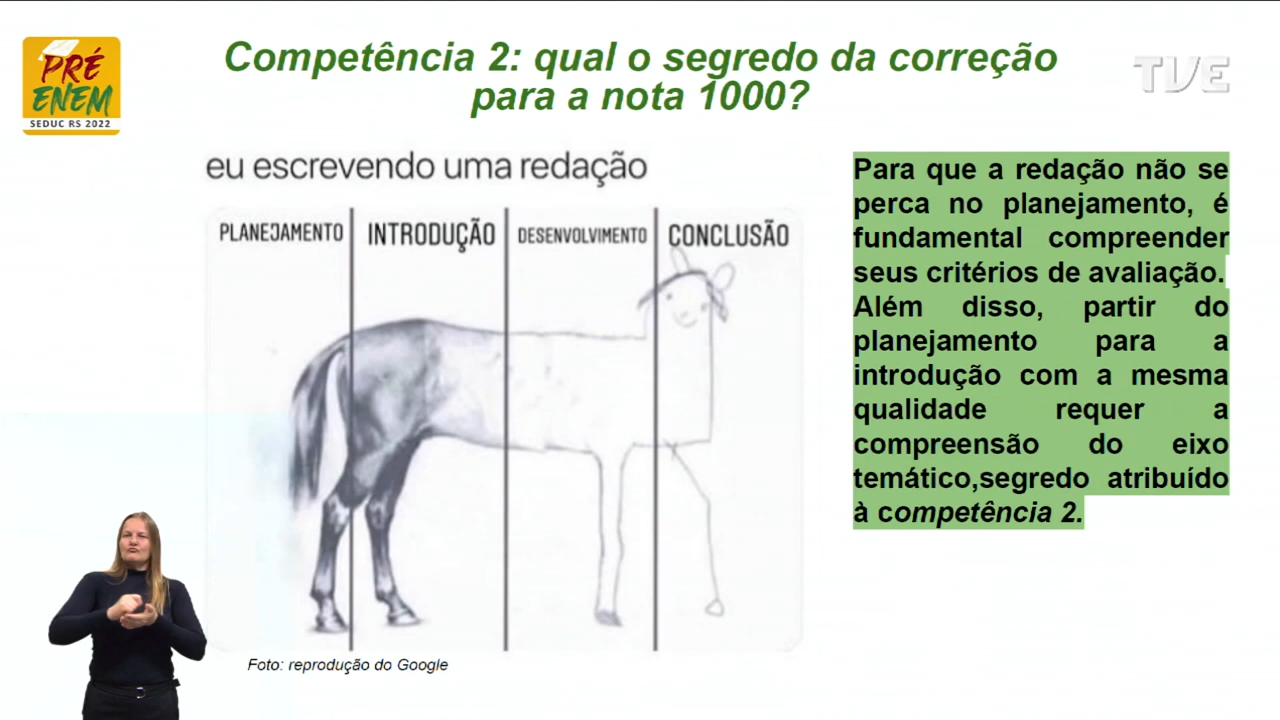 PRÉ
ENEM
SEDUC RS 2022
Competência 2: qual o segredo da correção
para a nota 1000?
TVE
eu escrevendo uma redação
PLANEJAMENTO INTRODUÇÃO DESENVOLVIMENTO CONCLUSÃO
Foto: reprodução do Google
Para que a redação não se
perca no planejamento, é
fundamental compreender
seus critérios de avaliação.
Além disso, partir do
planejamento para a
introdução com a mesma
qualidade requer a
compreensão do eixo
temático,segredo atribuído
à competência 2.